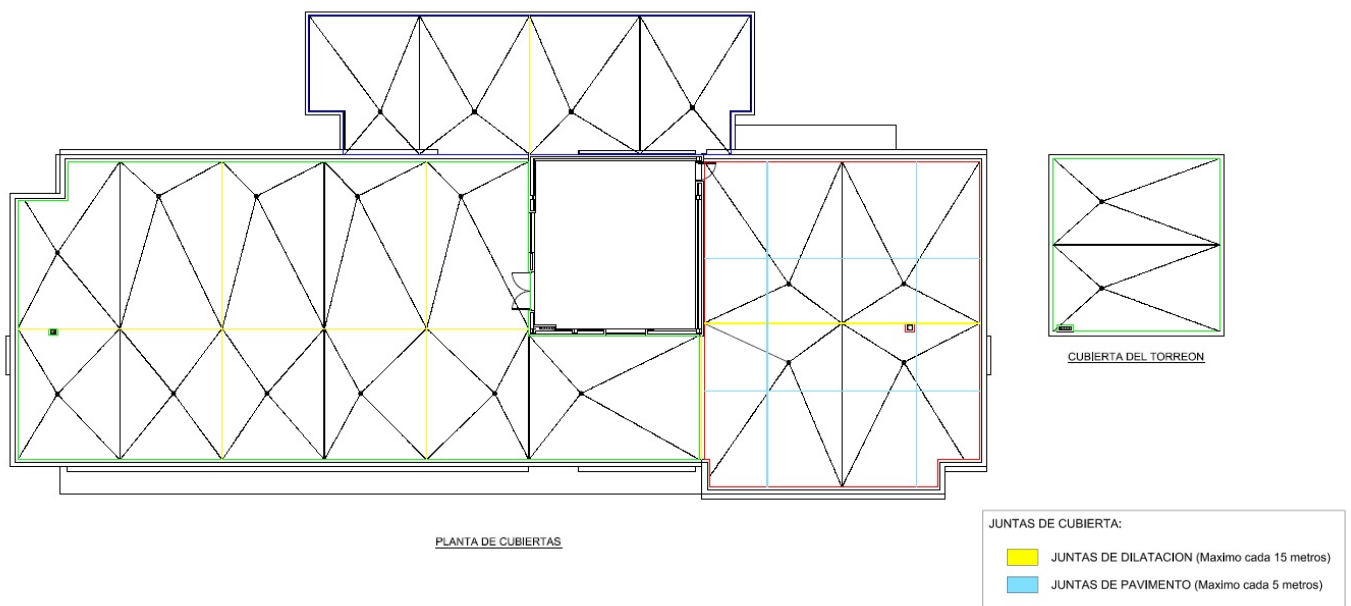 CUBIERTA DEL TORREON
PLANTA DE CUBIERTAS
JUNTAS DE CUBIERTA:
JUNTAS DE DILATACION (Maximo cada 15 metros)
JUNTAS DE PAVIMENTO (Maximo cada 5 metros)